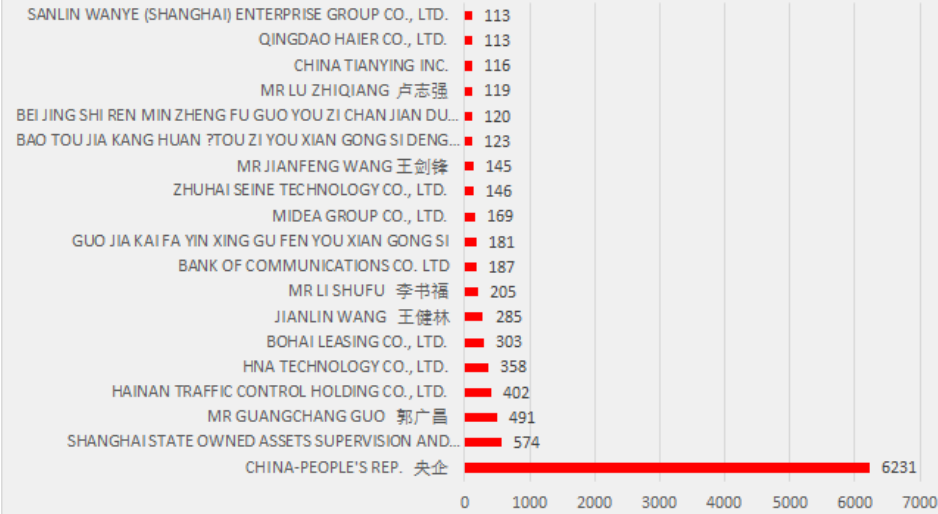 SANLIN WANYE (SHANGHAI) ENTERPRISE GROUP CO., LTD. 113
QINGDAO HAIER CO., LTD. 113
CHINA TIANYING INC. 116
MR LU ZHIQIANG 卢志强 119
BEI JING SHI REN MIN ZHENG FU GUO YOU ZI CHAN JIAN DU... 120
BAO TOU JIA KANG HUAN ?TOU ZI YOU XIAN GONG SI DENG... 123
MR JIANFENG WANG 王剑锋 145
ZHUHAI SEINE TECHNOLOGY CO., LTD. 146
MIDEA GROUP CO., LTD. 169
GUO JIA KAI FA YIN XING GU FEN YOU XIAN GONG SI 181
BANK OF COMMUNICATIONS CO. LTD 187
MR LI SHUFU 李书福 205
JIANLIN WANG 王健林 285
BOHAI LEASING CO., LTD. 303
HNA TECHNOLOGY CO., LTD. 358
HAINAN TRAFFIC CONTROL HOLDING CO., LTD. 402
MR GUANGCHANG GUO 郭广昌 491
SHANGHAI STATE OWNED ASSETS SUPERVISION AND... 574
CHINA-PEOPLE'S REP. 央企 6231
0 1000 2000 3000 4000 5000 6000 7000